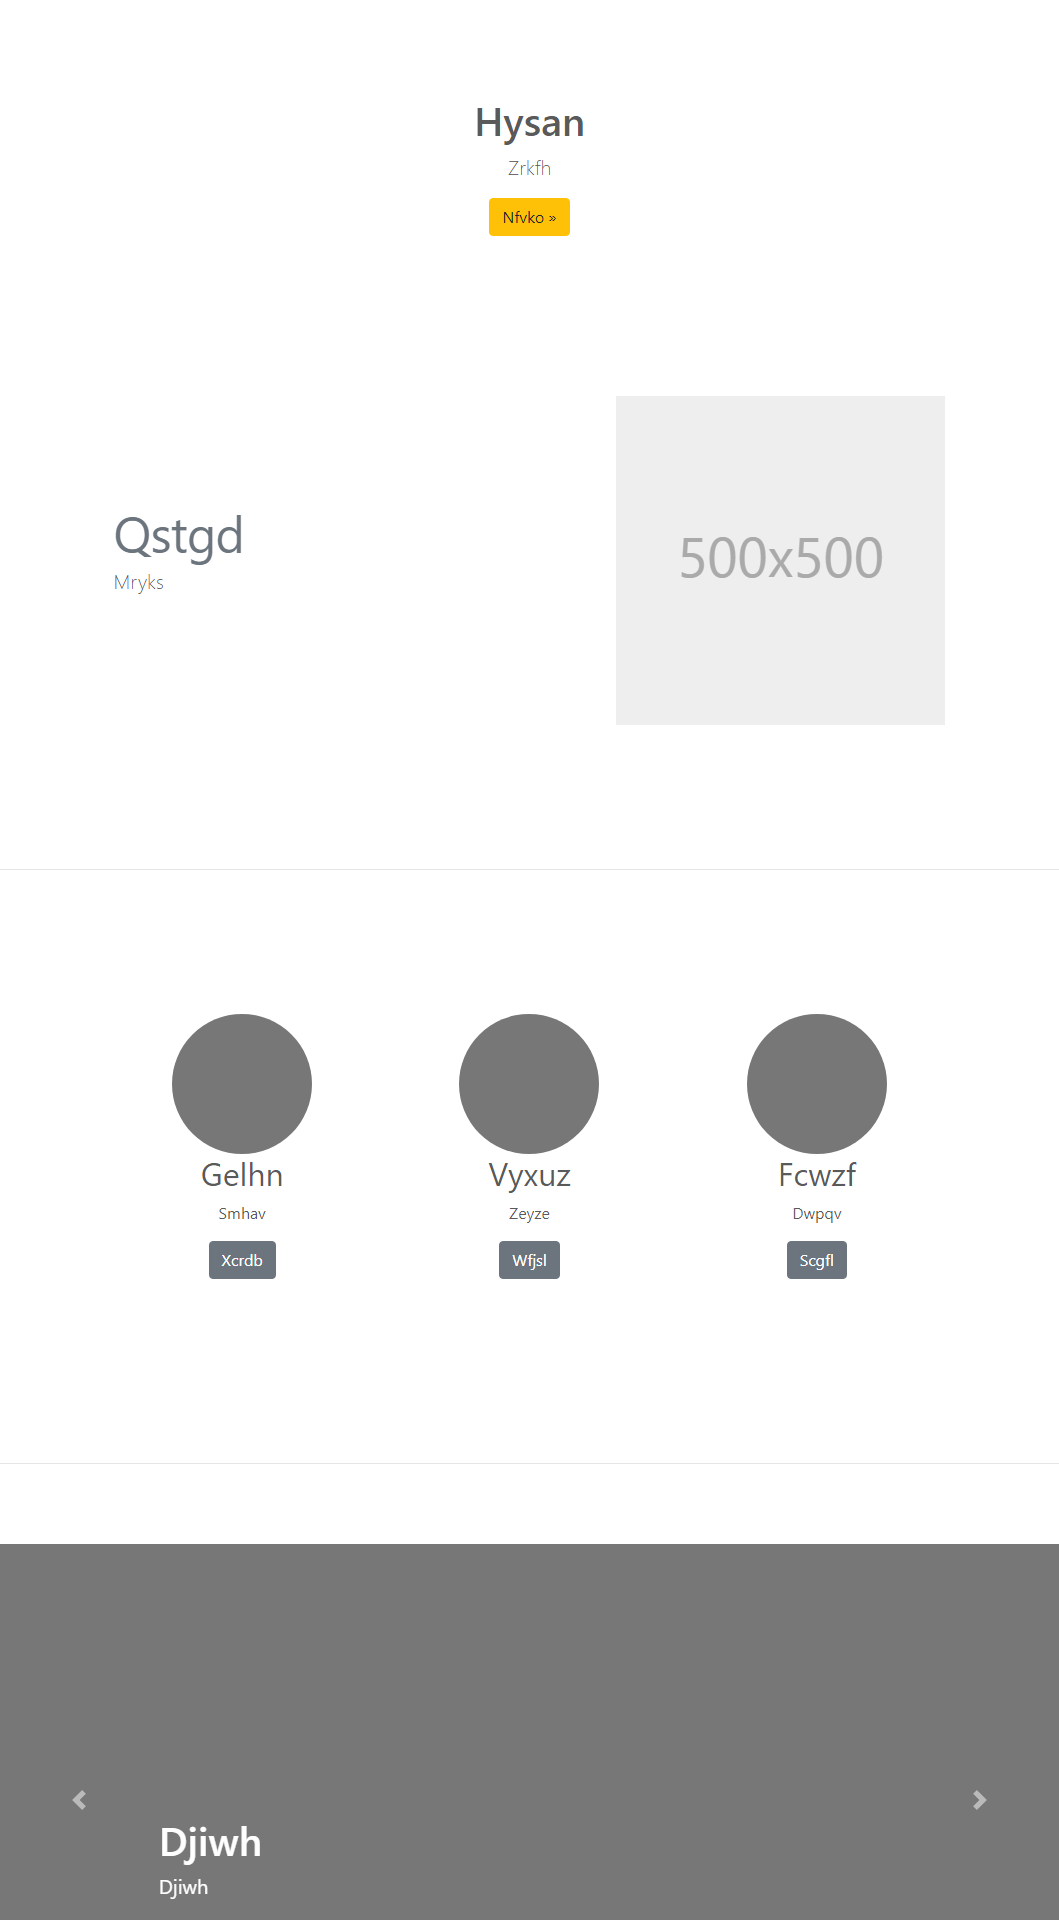 Hysan
Zrkfh
Nfvko »
Qstgd
Mryks
500x500
Gelhn
Smhav
Xcrdb
Vyxuz
Zeyze
Wfjsl
Fcwzf
Dwpqv
Scgfl
Djiwh
Djiwh